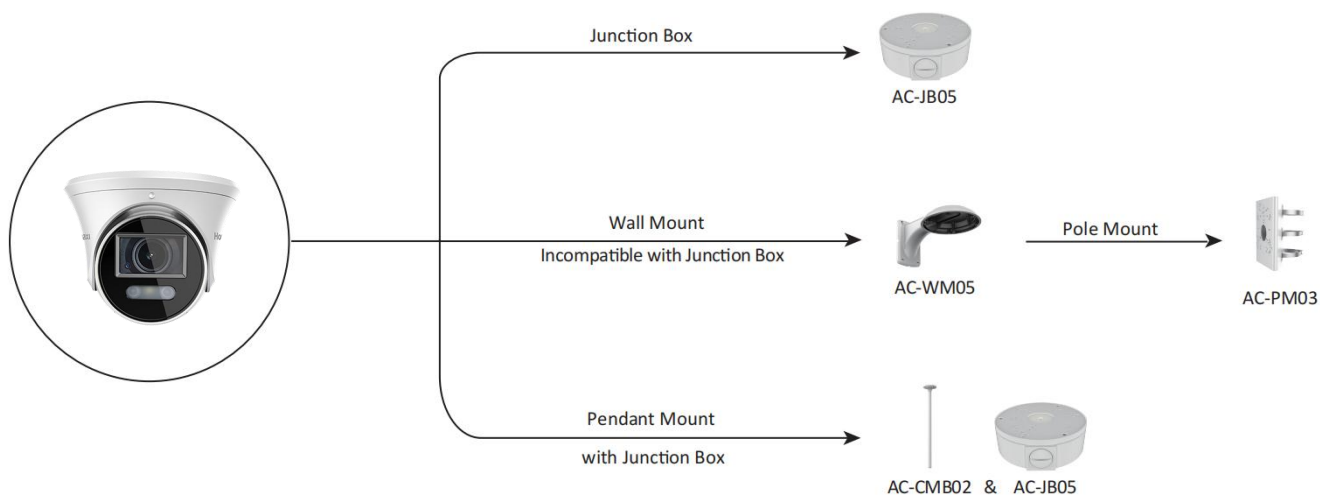 Junction Box
AC-JB05
Wall Mount
Incompatible with Junction Box
AC-WM05
Pole Mount
AC-PM03
Pendant Mount
with Junction Box
AC-CMB02 & AC-JB05